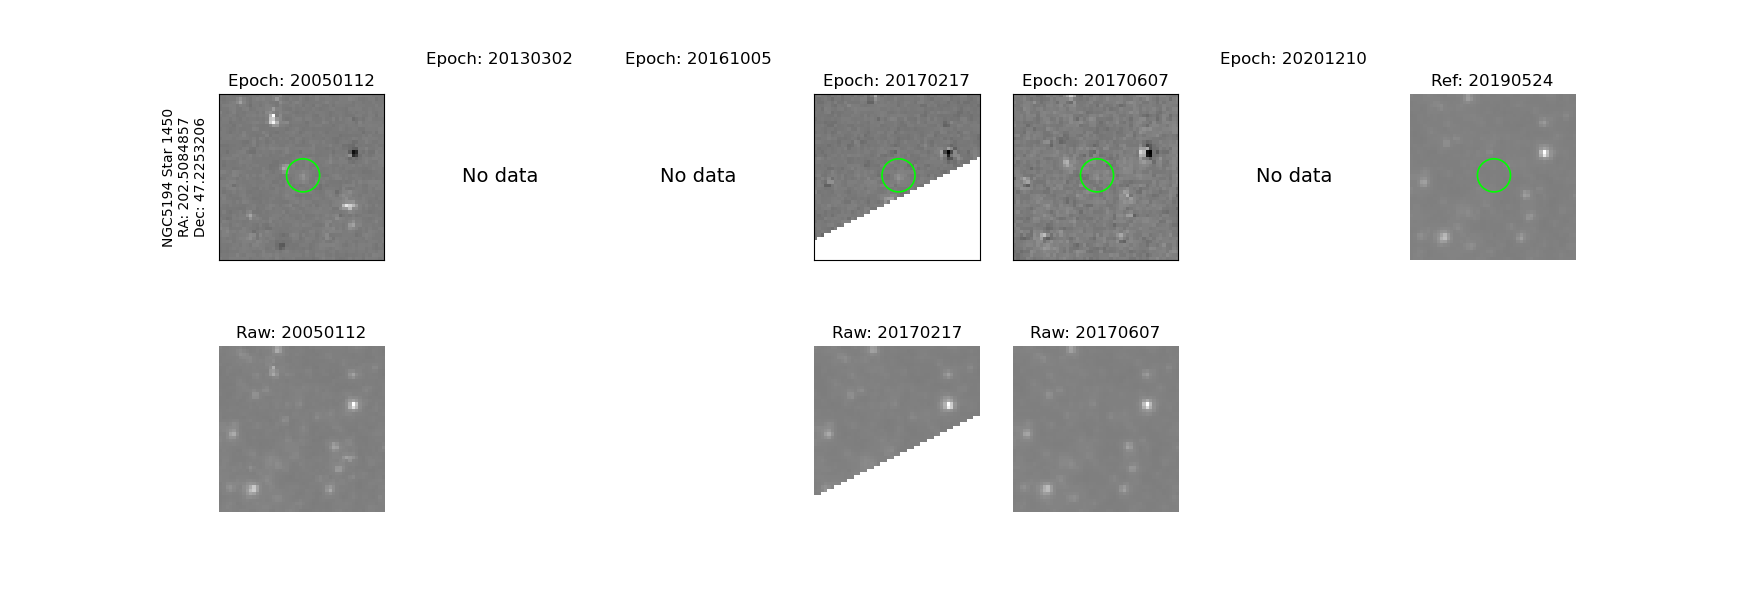 Epoch: 20130302
Epoch: 20161005
Epoch: 20201210
Epoch: 20050112
Epoch: 20170217
Epoch: 20170607
Ref: 20190524
NGC5194 Star 1450
RA: 202.5084857
Dec: 47.2253206
No data
No data
No data
Raw: 20050112
Raw: 20170217
Raw: 20170607